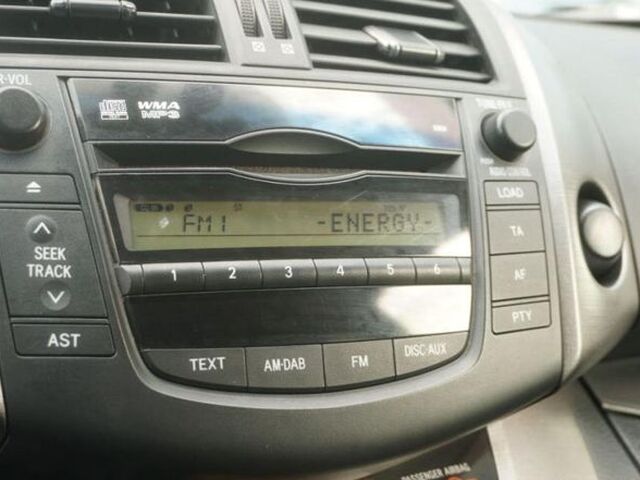 R-VOL
WMA
MP3
TUNE·FILE
AUDIO CONTROL
LOAD
FM1 -ENERGY-
SEEK
TRACK
1 2 3 4 5 6
TA
AF
PTY
AST
TEXT AM·DAB FM DISC·AUX
PASSENGER AIRBAG